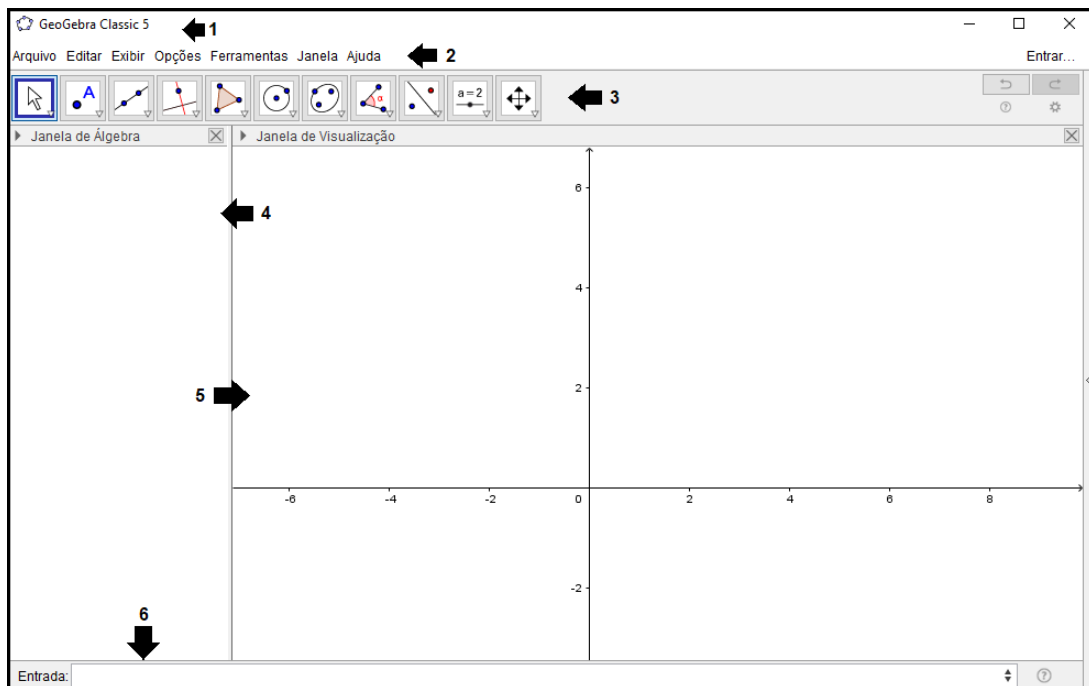 GeoGebra Classic 5
1
Arquivo Editar Exibir Opções Ferramentas Janela Ajuda
2
Entrar...
A
α
a=2
3
Janela de Álgebra
Janela de Visualização
6
4
4
5
2
-6 -4 -2 0 2 4 6 8
-2
6
Entrada: